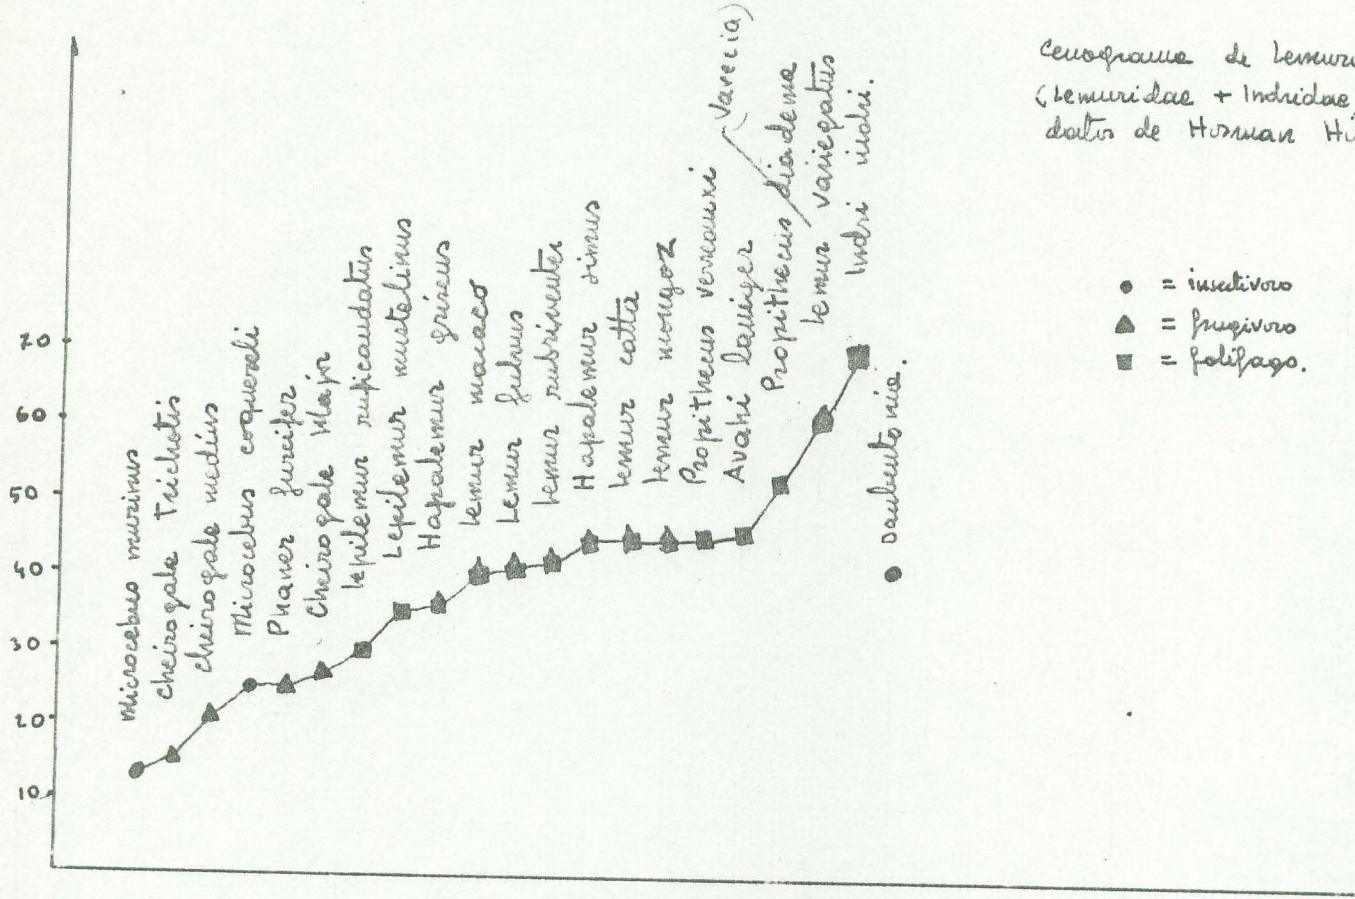 Cenograma de Lemuri
(Lemuridae + Indridae
datos de Hosman Hi
● = insectivoro
▲ = frugivoro
■ = folifago.
70
60
50
40
30
20
10
Microcebus murinus
Cheirogale Trichotis
Cheirogale medius
Microcebus coquereli
Phaner furcifer
Cheirogale Major
Lepilemur ruficaudatus
Lepilemur mustelinus
Hapalemur griseus
Lemur macaco
Lemur fulvus
Lemur rubriventer
Hapalemur simus
Lemur catta
Lemur mongoz
Propithecus verreauxi
Avahi laniger
Propithecus diadema
Lemur variegatus
(Varecia)
Indri indri.
Daubentonia.